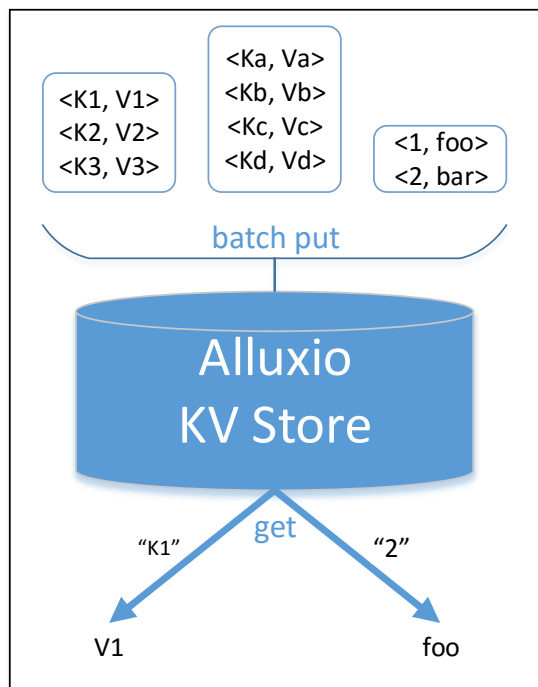 <K1, V1>
<K2, V2>
<K3, V3>
<Ka, Va>
<Kb, Vb>
<Kc, Vc>
<Kd, Vd>
<1, foo>
<2, bar>
batch put
Alluxio
KV Store
get
“K1”
“2”
V1
foo